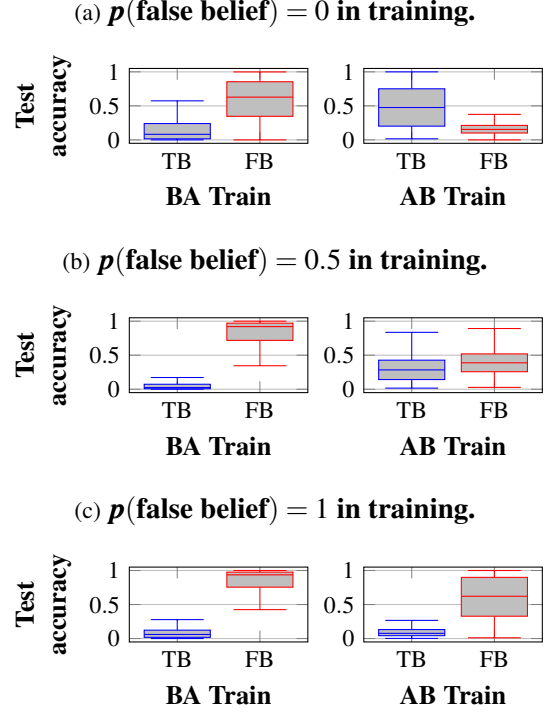 (a) p(false belief) = 0 in training.
Test accuracy
1
0.5
0
TB FB
BA Train
1
0.5
0
TB FB
AB Train
(b) p(false belief) = 0.5 in training.
Test accuracy
1
0.5
0
TB FB
BA Train
1
0.5
0
TB FB
AB Train
(c) p(false belief) = 1 in training.
Test accuracy
1
0.5
0
TB FB
BA Train
1
0.5
0
TB FB
AB Train